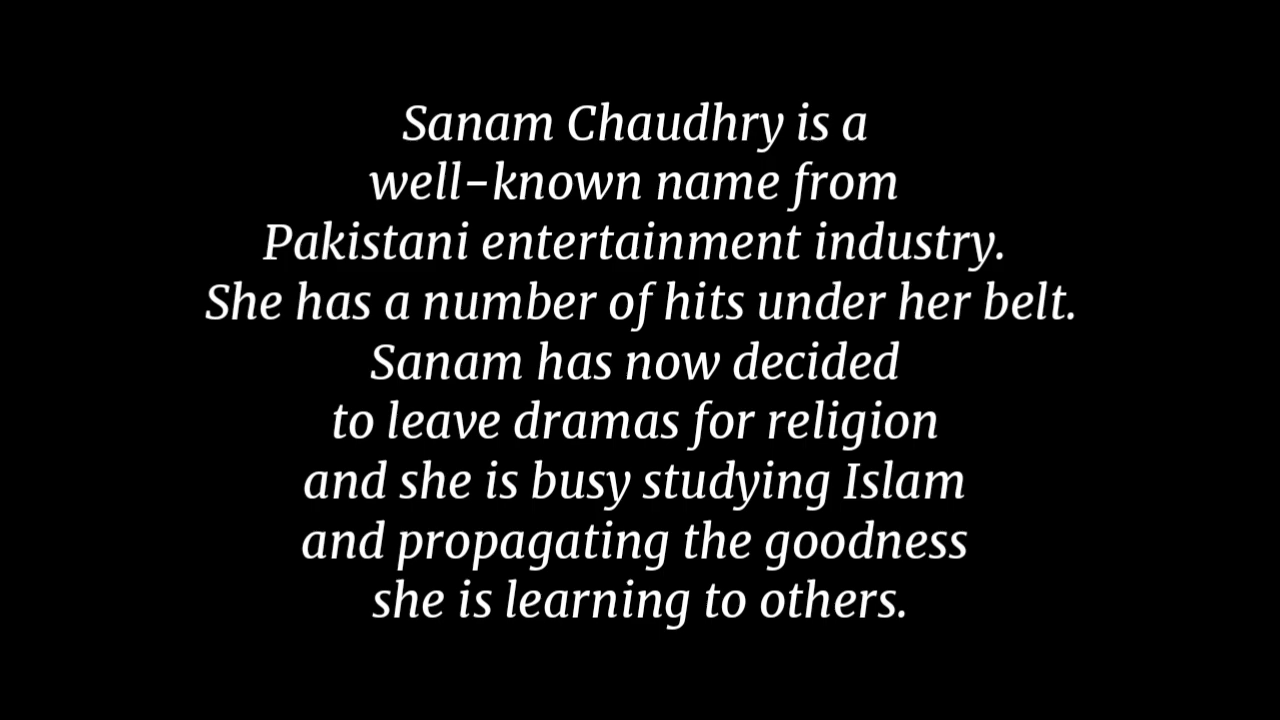 Sanam Chaudhry is a
well-known name from
Pakistani entertainment industry.
She has a number of hits under her belt.
Sanam has now decided
to leave dramas for religion
and she is busy studying Islam
and propagating the goodness
she is learning to others.